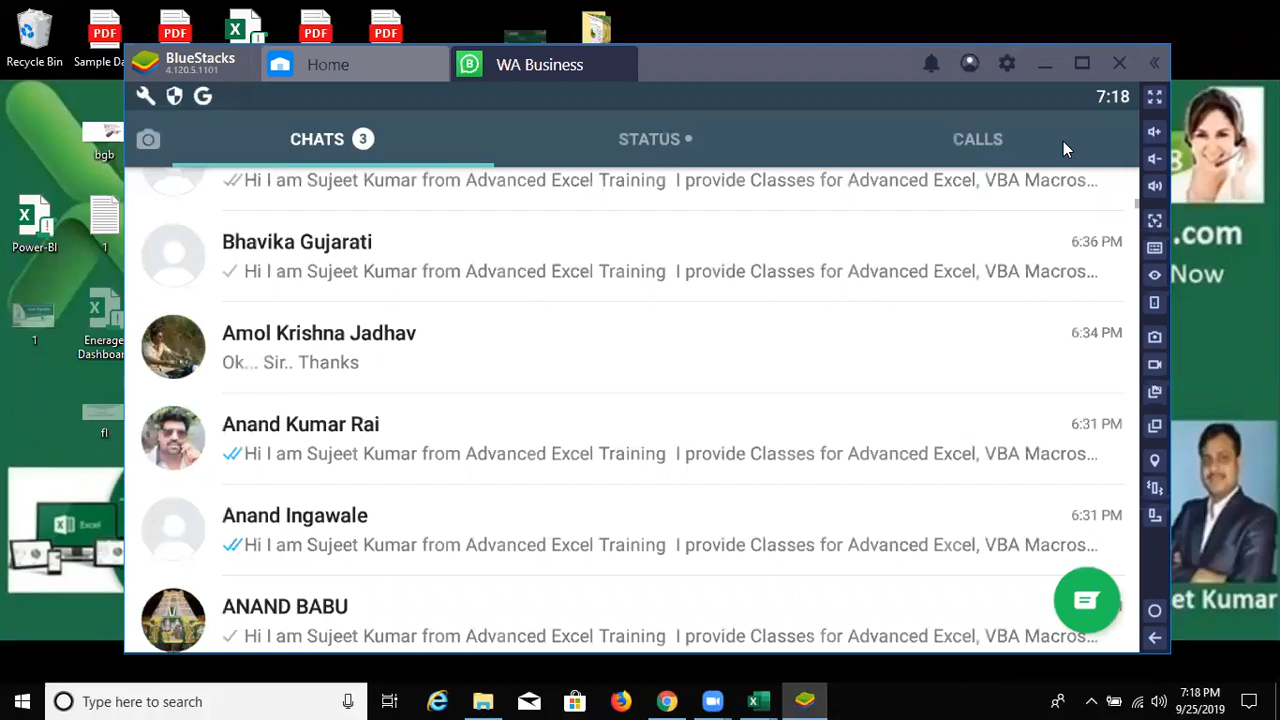 Recycle Bin
Sample Da
BlueStacks
4.120.5.1101
Home
WA Business
7:18
CHATS 3
STATUS
CALLS
Hi I am Sujeet Kumar from Advanced Excel Training I provide Classes for Advanced Excel, VBA Macros...
Bhavika Gujarati
6:36 PM
Hi I am Sujeet Kumar from Advanced Excel Training I provide Classes for Advanced Excel, VBA Macros...
Amol Krishna Jadhav
6:34 PM
Ok... Sir.. Thanks
Anand Kumar Rai
6:31 PM
Hi I am Sujeet Kumar from Advanced Excel Training I provide Classes for Advanced Excel, VBA Macros...
Anand Ingawale
6:31 PM
Hi I am Sujeet Kumar from Advanced Excel Training I provide Classes for Advanced Excel, VBA Macros...
ANAND BABU
Hi I am Sujeet Kumar from Advanced Excel Training I provide Classes for Advanced Excel, VBA Macros...
PDF
PDF
PDF
PDF
bgb
Power-BI
1
1
Enerage
Dashboar
fl
Excel
.com
Now
et Kumar
Type here to search
7:18 PM
9/25/2019